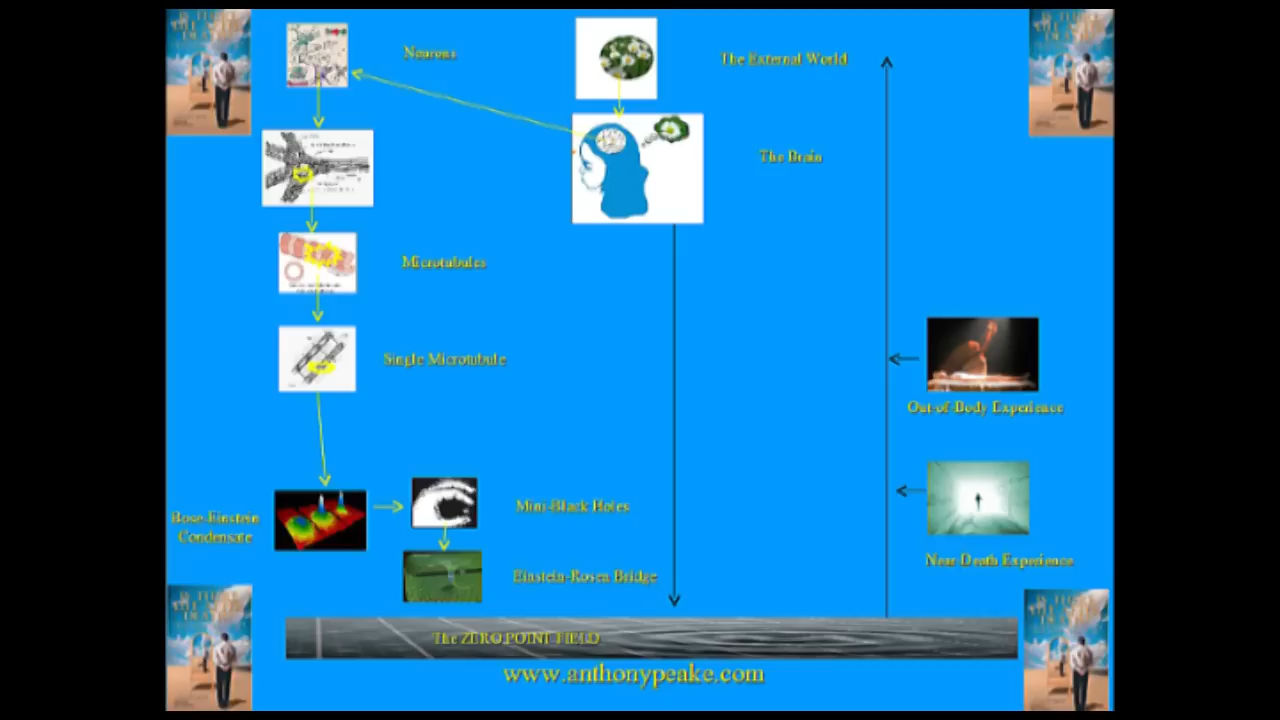 Neurons
The External World
The Brain
Microtubules
Single Microtubule
Out-of-Body Experience
Bose-Einstein
Condensate
Mini-Black Holes
Near Death Experience
Einstein-Rosen Bridge
The ZERO POINT FIELD
www.anthonypeake.com